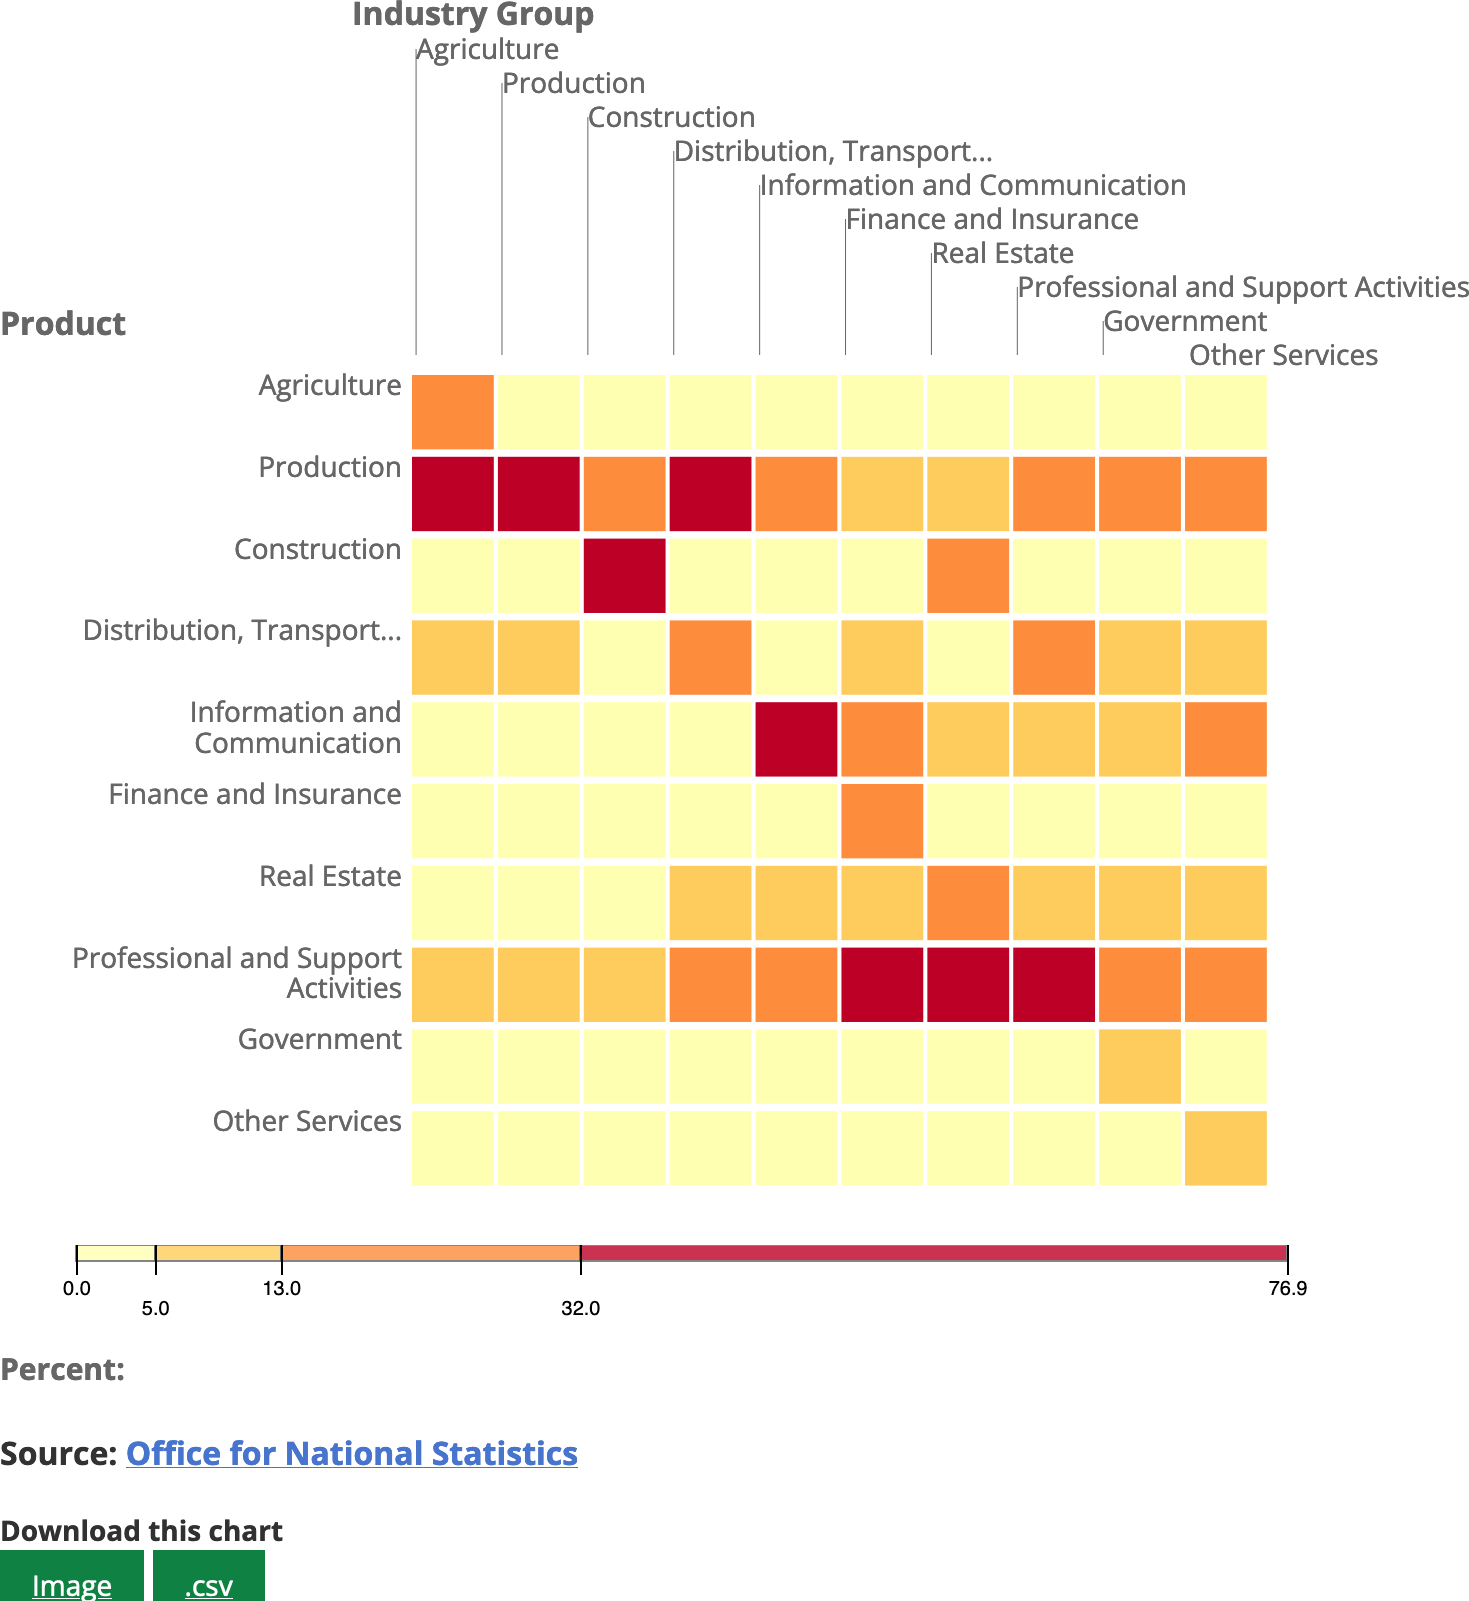 Industry Group
Agriculture
Production
Construction
Distribution, Transport...
Information and Communication
Finance and Insurance
Real Estate
Professional and Support Activities
Government
Other Services
Product
Agriculture
Production
Construction
Distribution, Transport...
Information and
Communication
Finance and Insurance
Real Estate
Professional and Support
Activities
Government
Other Services
0.0
5.0
13.0
32.0
76.9
Percent:
Source: Office for National Statistics
Download this chart
Image .csv